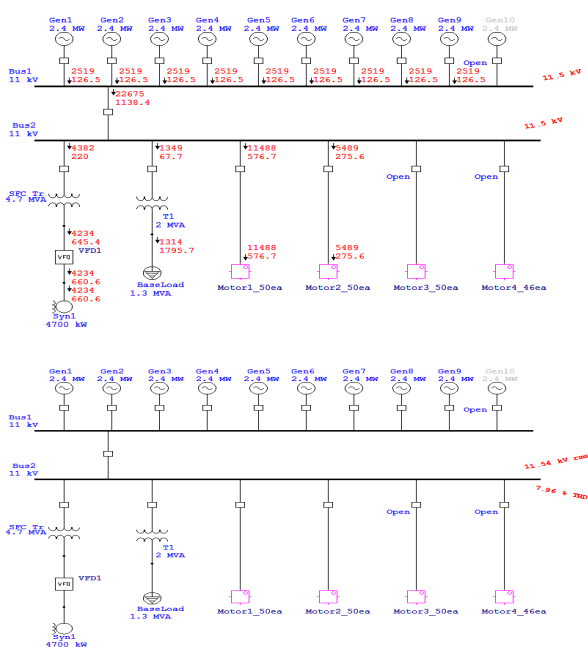 Gen1 Gen2 Gen3 Gen4 Gen5 Gen6 Gen7 Gen8 Gen9 Gen10
2.4 MW 2.4 MW 2.4 MW 2.4 MW 2.4 MW 2.4 MW 2.4 MW 2.4 MW 2.4 MW 2.4 MW
Open
Bus1 2519 2519 2519 2519 2519 2519 2519 2519 2519
11 kV 126.5 126.5 126.5 126.5 126.5 126.5 126.5 126.5 126.5 11.5 kV
22675
1138.4
Bus2
11 kV 11.5 kV
4382 1349 11488 5489
220 67.7 576.7 275.6
Open Open
SFC Tr
4.7 MVA
T1
2 MVA
4234 1314 11488 5489
645.4 1795.7 576.7 275.6
VFD VFD1
4234
660.6 BaseLoad Motor1_50ea Motor2_50ea Motor3_50ea Motor4_46ea
4234 1.3 MVA
660.6
Syn1
4700 kW
Gen1 Gen2 Gen3 Gen4 Gen5 Gen6 Gen7 Gen8 Gen9 Gen10
2.4 MW 2.4 MW 2.4 MW 2.4 MW 2.4 MW 2.4 MW 2.4 MW 2.4 MW 2.4 MW 2.4 MW
Open
Bus1
11 kV
Bus2 11.54 kV rms
11 kV
7.96 % THD
Open Open
SFC Tr
4.7 MVA
T1
2 MVA
VFD VFD1
BaseLoad Motor1_50ea Motor2_50ea Motor3_50ea Motor4_46ea
1.3 MVA
Syn1
4700 kW